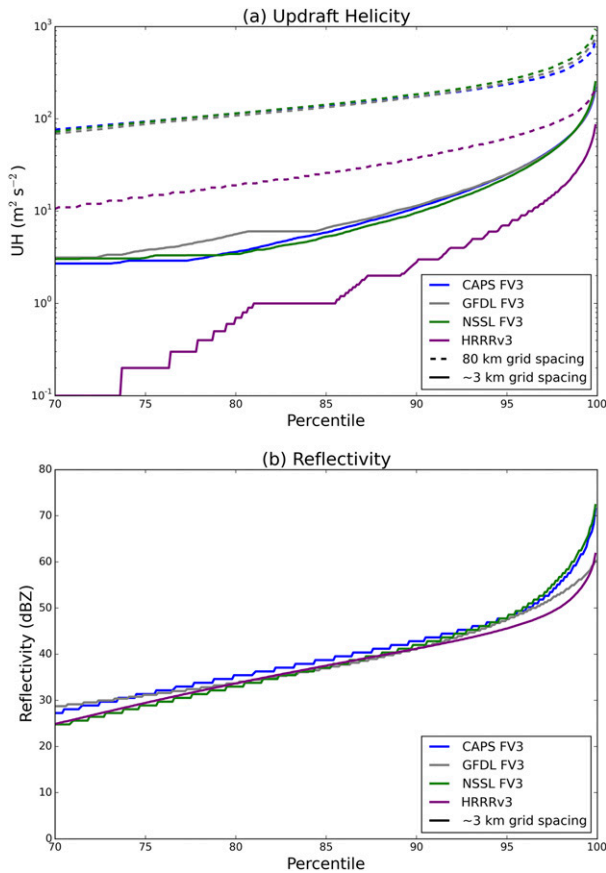 (a) Updraft Helicity
10³
10²
10¹
10⁰
10⁻¹
UH (m² s⁻²)
CAPS FV3
GFDL FV3
NSSL FV3
HRRRv3
80 km grid spacing
~3 km grid spacing
70 75 80 85 90 95 100
Percentile
(b) Reflectivity
80
70
60
50
40
30
20
10
0
Reflectivity (dBZ)
CAPS FV3
GFDL FV3
NSSL FV3
HRRRv3
~3 km grid spacing
70 75 80 85 90 95 100
Percentile